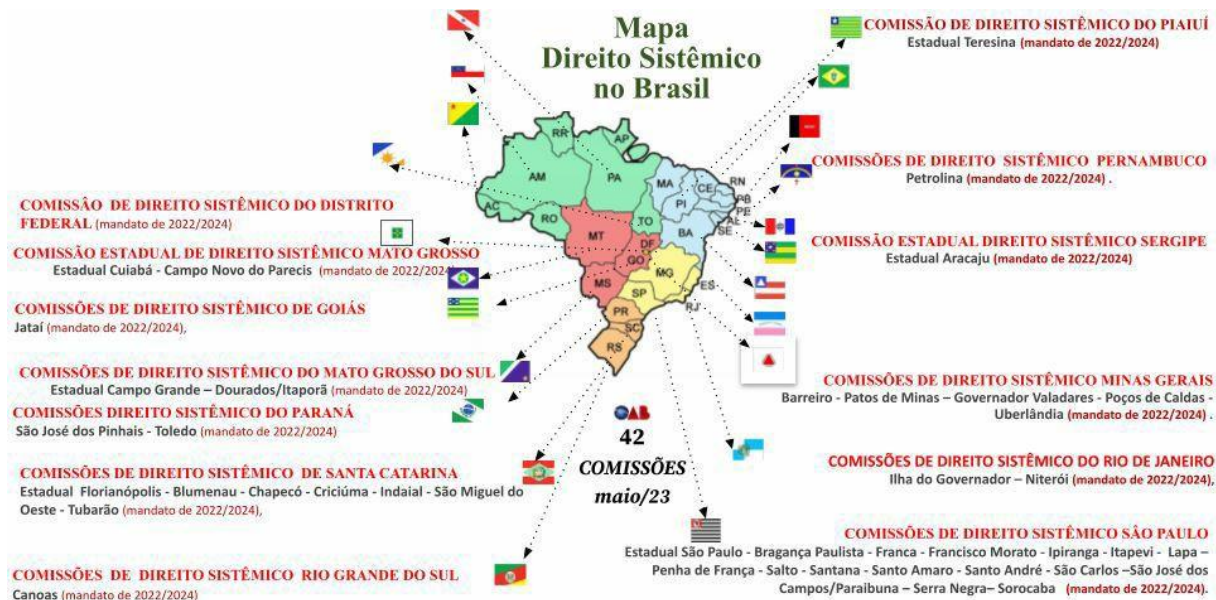 Mapa
Direito Sistêmico
no Brasil
COMISSÃO DE DIREITO SISTÊMICO DO PIAIUÍ
Estadual Teresina (mandato de 2022/2024)
COMISSÕES DE DIREITO SISTÊMICO PERNAMBUCO
Petrolina (mandato de 2022/2024) .
COMISSÃO ESTADUAL DIREITO SISTÊMICO SERGIPE
Estadual Aracaju (mandato de 2022/2024)
COMISSÃO DE DIREITO SISTÊMICO DO DISTRITO
FEDERAL (mandato de 2022/2024)
COMISSÃO ESTADUAL DE DIREITO SISTÊMICO MATO GROSSO
Estadual Cuiabá - Campo Novo do Parecis (mandato de 2022/2024)
COMISSÕES DE DIREITO SISTÊMICO DE GOIÁS
Jataí (mandato de 2022/2024),
COMISSÕES DE DIREITO SISTÊMICO DO MATO GROSSO DO SUL
Estadual Campo Grande – Dourados/Itaporã (mandato de 2022/2024)
COMISSÕES DIREITO SISTÊMICO DO PARANÁ
São José dos Pinhais - Toledo (mandato de 2022/2024)
COMISSÕES DE DIREITO SISTÊMICO DE SANTA CATARINA
Estadual Florianópolis - Blumenau - Chapecó - Criciúma - Indaial - São Miguel do
Oeste - Tubarão (mandato de 2022/2024),
COMISSÕES DE DIREITO SISTÊMICO RIO GRANDE DO SUL
Canoas (mandato de 2022/2024)
RR
AP
AM
PA
MA
CE
RN
PB
PE
AL
SE
PI
AC
RO
TO
BA
MT
DF
GO
MG
ES
MS
SP
RJ
PR
SC
RS
OAB
42
COMISSÕES
maio/23
COMISSÕES DE DIREITO SISTÊMICO MINAS GERAIS
Barreiro - Patos de Minas – Governador Valadares - Poços de Caldas -
Uberlândia (mandato de 2022/2024) .
COMISSÕES DE DIREITO SISTÊMICO DO RIO DE JANEIRO
Ilha do Governador – Niterói (mandato de 2022/2024),
COMISSÕES DE DIREITO SISTÊMICO SÂO PAULO
Estadual São Paulo - Bragança Paulista - Franca - Francisco Morato - Ipiranga - Itapevi - Lapa –
Penha de França - Salto - Santana - Santo Amaro - Santo André - São Carlos –São José dos
Campos/Paraibuna – Serra Negra– Sorocaba (mandato de 2022/2024).